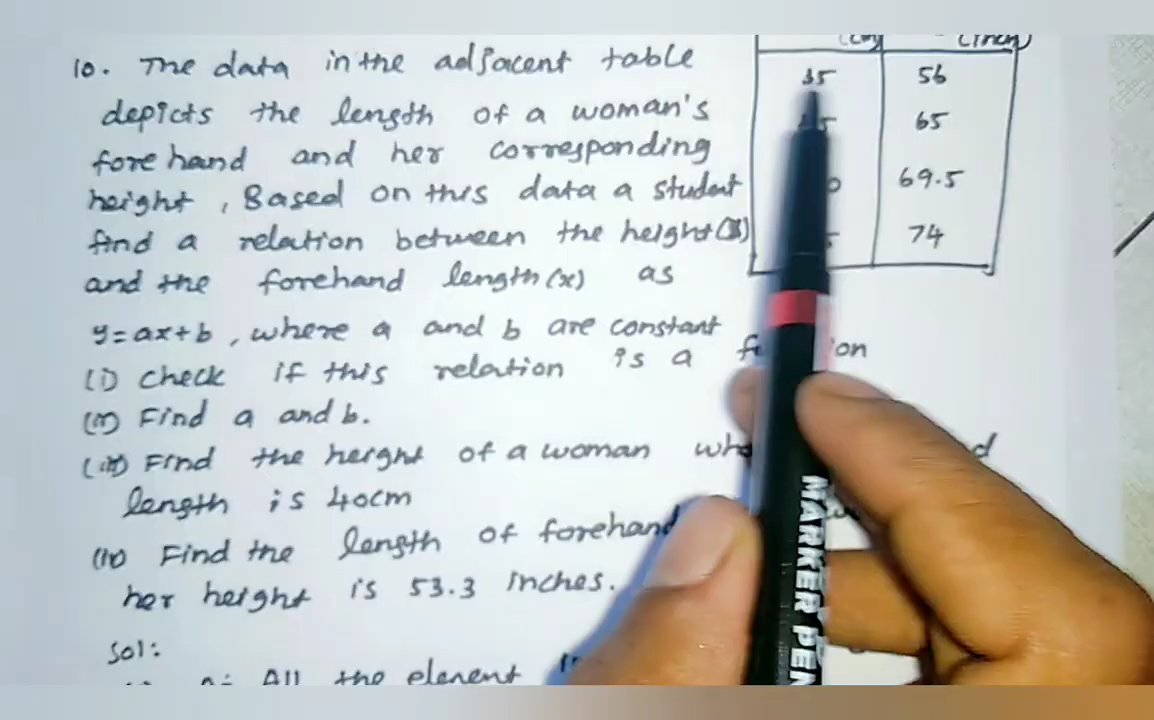 10. The data in the adjacent table
depicts the length of a woman's
fore hand and her corresponding
height, Based on this data a student
find a relation between the height (y)
and the forehand length (x) as
y = ax + b, where a and b are constant
(i) check if this relation is a
(ii) Find a and b.
(iii) Find the height of a woman
length is 40cm
(iv) Find the length of forehand
her height is 53.3 inches.
Sol:
All the element
(cm) (inch)
35 56
65
69.5
74
MARKER PEN